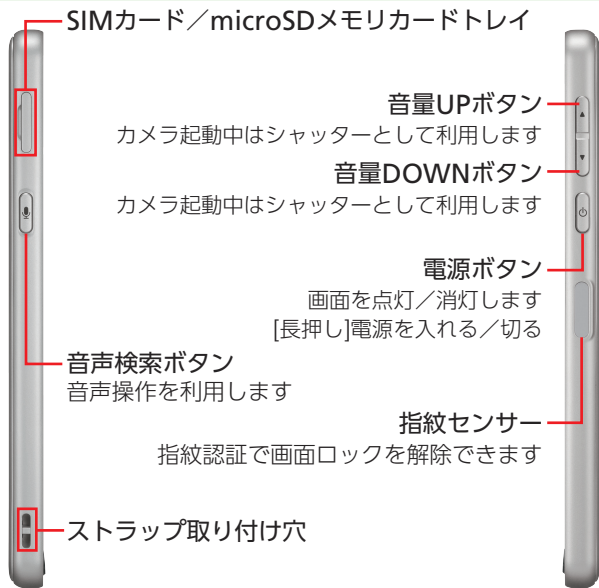 SIMカード／microSDメモリカードトレイ
音量UPボタン
カメラ起動中はシャッターとして利用します
音量DOWNボタン
カメラ起動中はシャッターとして利用します
電源ボタン
画面を点灯／消灯します
[長押し]電源を入れる／切る
音声検索ボタン
音声操作を利用します
指紋センサー
指紋認証で画面ロックを解除できます
ストラップ取り付け穴